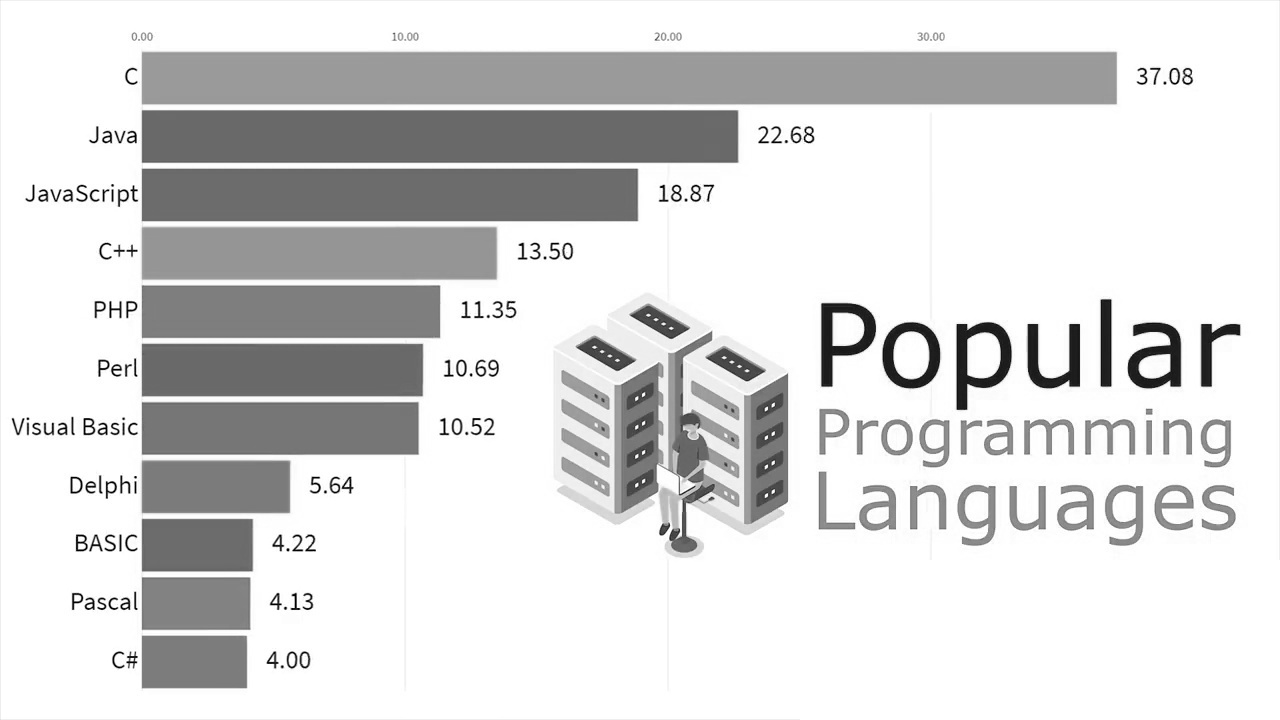 0.00 10.00 20.00 30.00
C 37.08
Java 22.68
JavaScript 18.87
C++ 13.50
PHP 11.35
Perl 10.69
Visual Basic 10.52
Delphi 5.64
BASIC 4.22
Pascal 4.13
C# 4.00
Popular
Programming
Languages